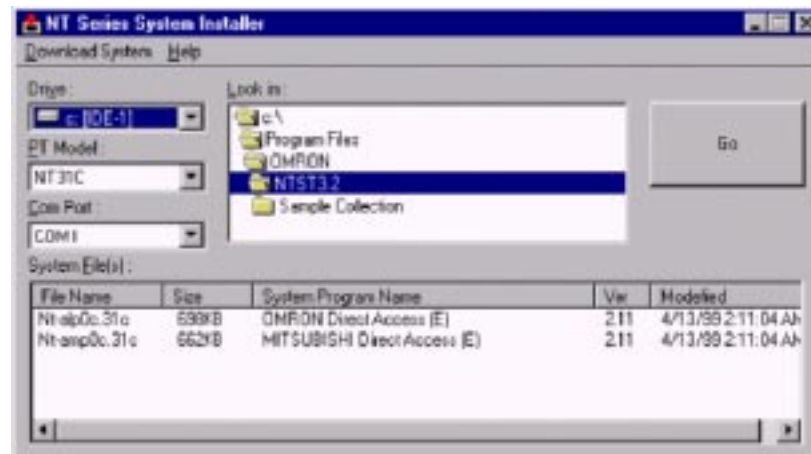 NT Series System Installer
Download System Help
Drive :
c: [IDE-1]
PT Model :
NT31C
Com Port :
COM1
Look in :
c:\
Program Files
OMRON
NTST3.2
Sample Collection
Go
System File(s) :
File Name Size System Program Name Ver Modefied
Nt-alp0c.31c 698KB OMRON Direct Access (E) 2.11 4/13/99 2:11:04 AM
Nt-amp0c.31c 662KB MITSUBISHI Direct Access (E) 2.11 4/13/99 2:11:04 AM